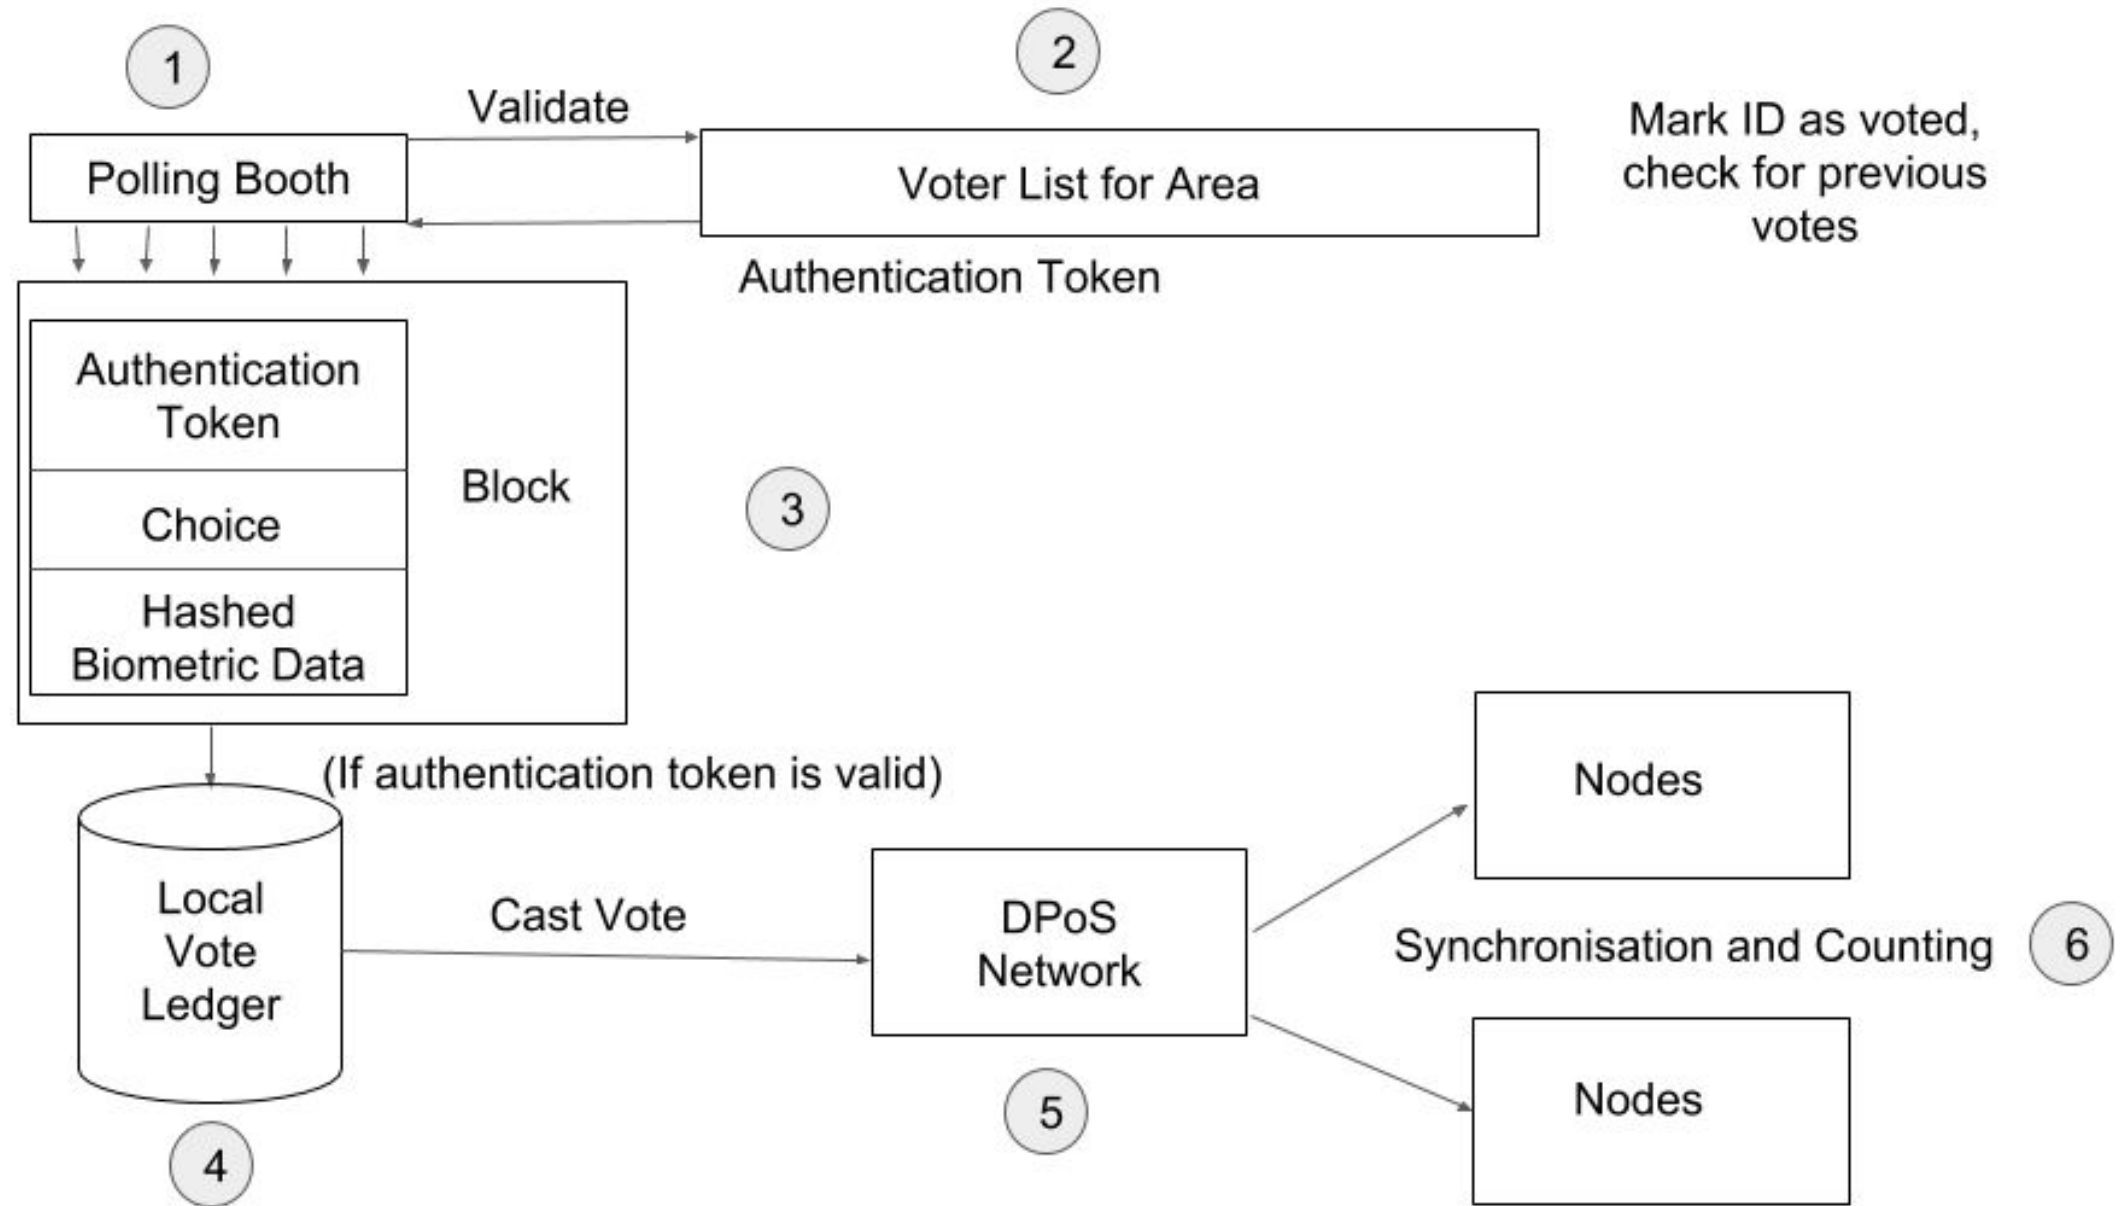 1
2
Validate
Polling Booth
Voter List for Area
Mark ID as voted,
check for previous
votes
Authentication Token
Authentication
Token
Choice
Hashed
Biometric Data
Block
3
(If authentication token is valid)
Local
Vote
Ledger
4
Cast Vote
DPoS
Network
5
Nodes
Synchronisation and Counting
6
Nodes